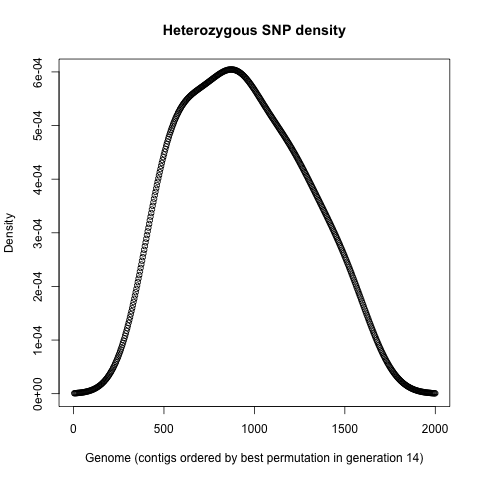 Heterozygous SNP density
6e-04
5e-04
4e-04
3e-04
2e-04
1e-04
0e+00
Density
0 500 1000 1500 2000
Genome (contigs ordered by best permutation in generation 14)